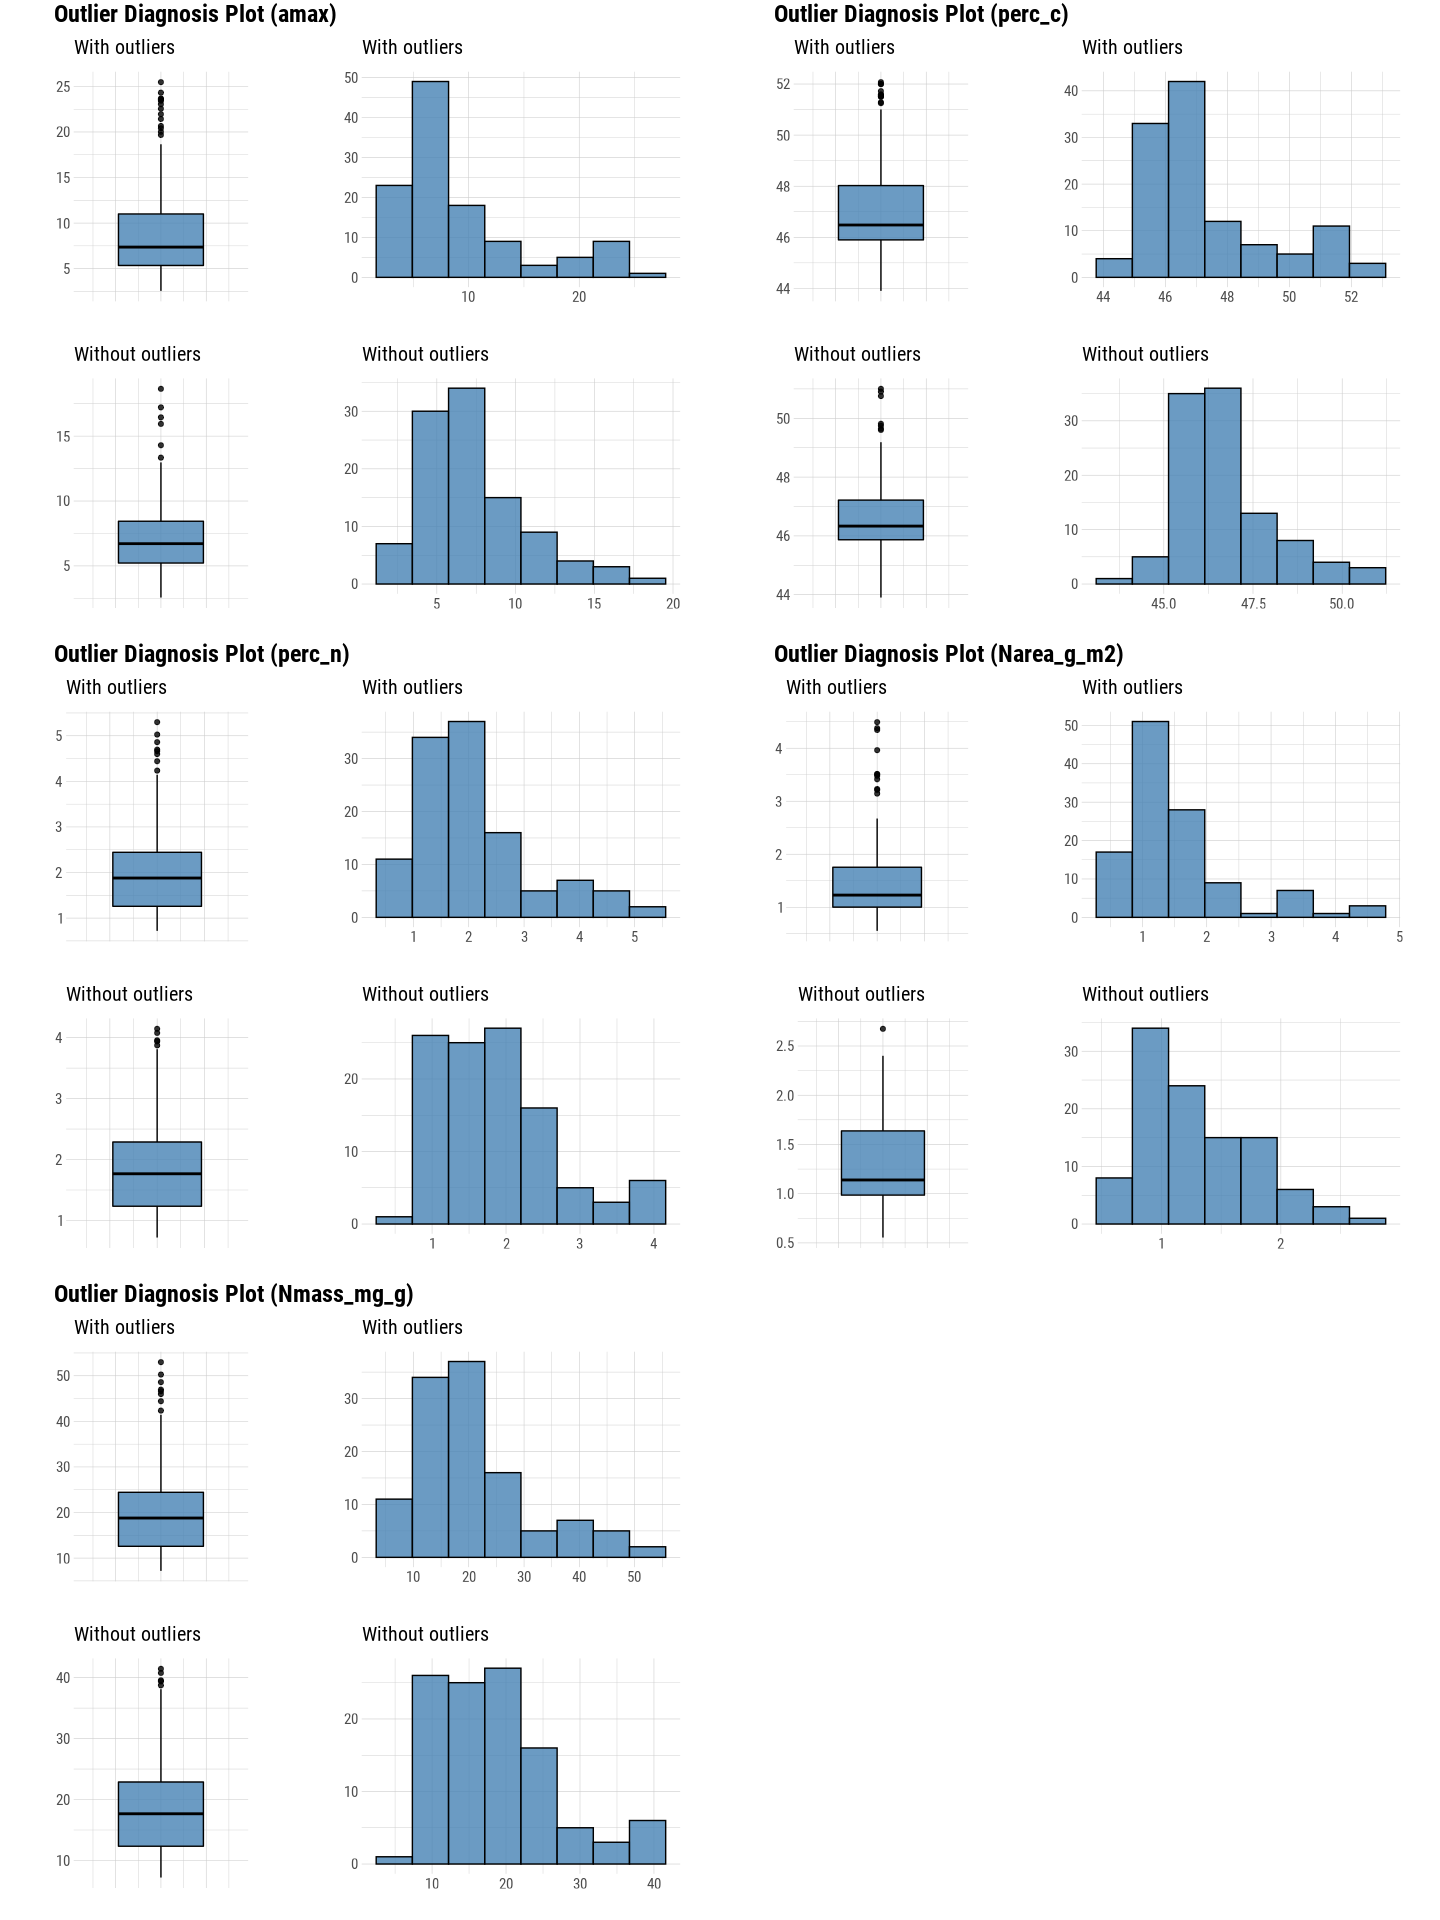 Outlier Diagnosis Plot (amax)
With outliers
25
20
15
10
5
With outliers
50
40
30
20
10
0
10 20
Without outliers
15
10
5
Without outliers
30
20
10
0
5 10 15 20
Outlier Diagnosis Plot (perc_c)
With outliers
52
50
48
46
44
With outliers
40
30
20
10
0
44 46 48 50 52
Without outliers
50
48
46
44
Without outliers
30
20
10
0
45.0 47.5 50.0
Outlier Diagnosis Plot (perc_n)
With outliers
5
4
3
2
1
With outliers
30
20
10
0
1 2 3 4 5
Without outliers
4
3
2
1
Without outliers
20
10
0
1 2 3 4
Outlier Diagnosis Plot (Narea_g_m2)
With outliers
4
3
2
1
With outliers
50
40
30
20
10
0
1 2 3 4 5
Without outliers
2.5
2.0
1.5
1.0
0.5
Without outliers
30
20
10
0
1 2
Outlier Diagnosis Plot (Nmass_mg_g)
With outliers
50
40
30
20
10
With outliers
30
20
10
0
10 20 30 40 50
Without outliers
40
30
20
10
Without outliers
20
10
0
10 20 30 40